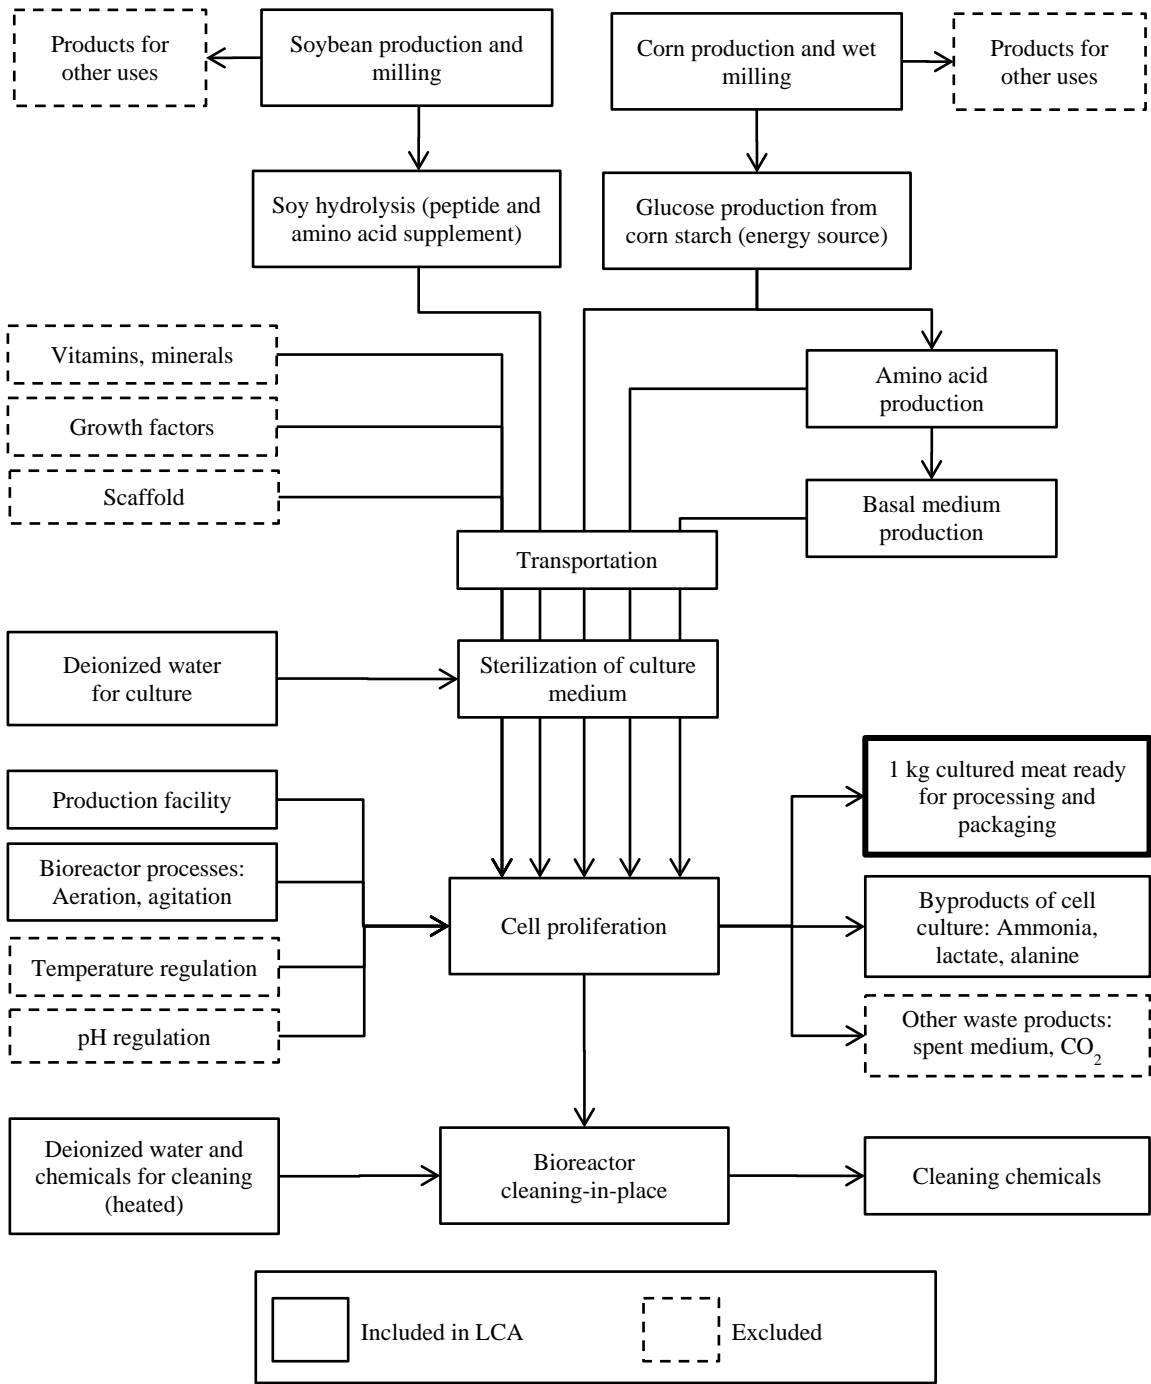 Products for
other uses
Soybean production and
milling
Corn production and wet
milling
Products for
other uses
Soy hydrolysis (peptide and
amino acid supplement)
Glucose production from
corn starch (energy source)
Vitamins, minerals
Growth factors
Scaffold
Amino acid
production
Basal medium
production
Transportation
Deionized water
for culture
Sterilization of culture
medium
Production facility
Bioreactor processes:
Aeration, agitation
Temperature regulation
pH regulation
Cell proliferation
1 kg cultured meat ready
for processing and
packaging
Byproducts of cell
culture: Ammonia,
lactate, alanine
Other waste products:
spent medium, CO₂
Deionized water and
chemicals for cleaning
(heated)
Bioreactor
cleaning-in-place
Cleaning chemicals
Included in LCA
Excluded